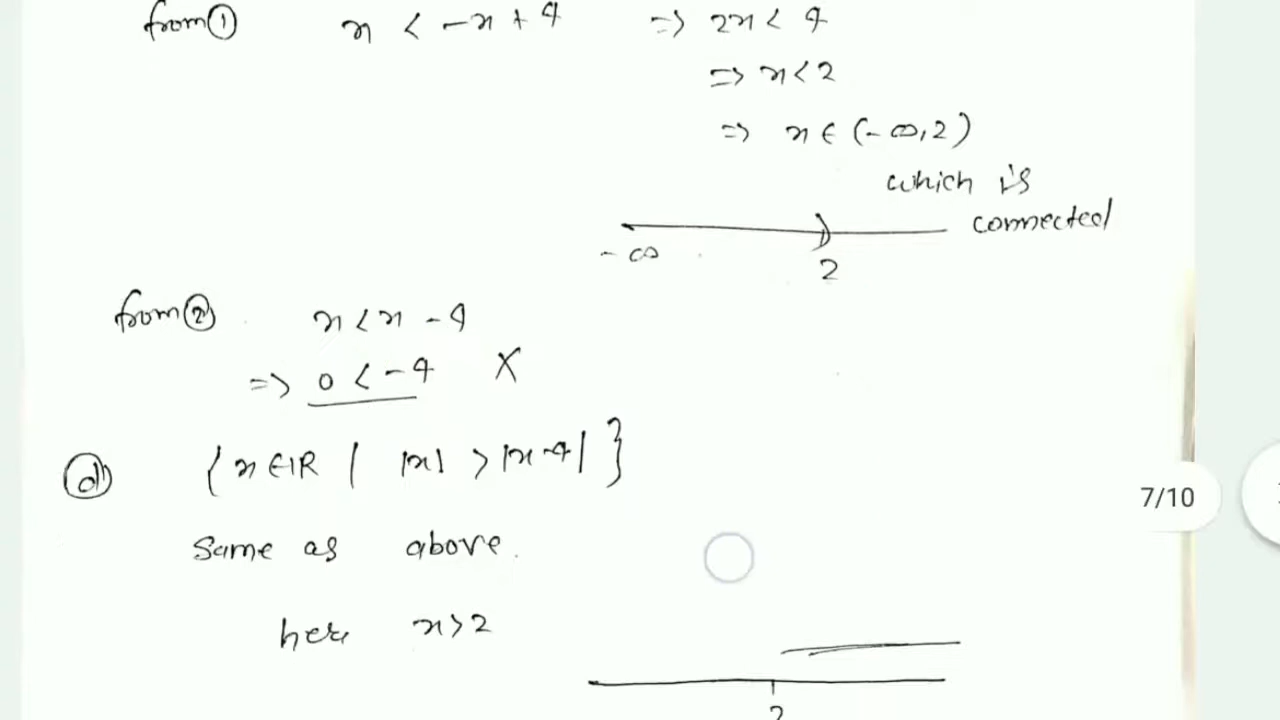 from ① x < -x + 4 => 2x < 4
=> x < 2
=> x ∈ (-∞, 2)
which is
connected
-∞ 2
from ② x < x - 4
=> 0 < -4 X
ⓓ { x ∈ IR | |x| > |x-4| }
7/10
Same as above.
here x > 2
2